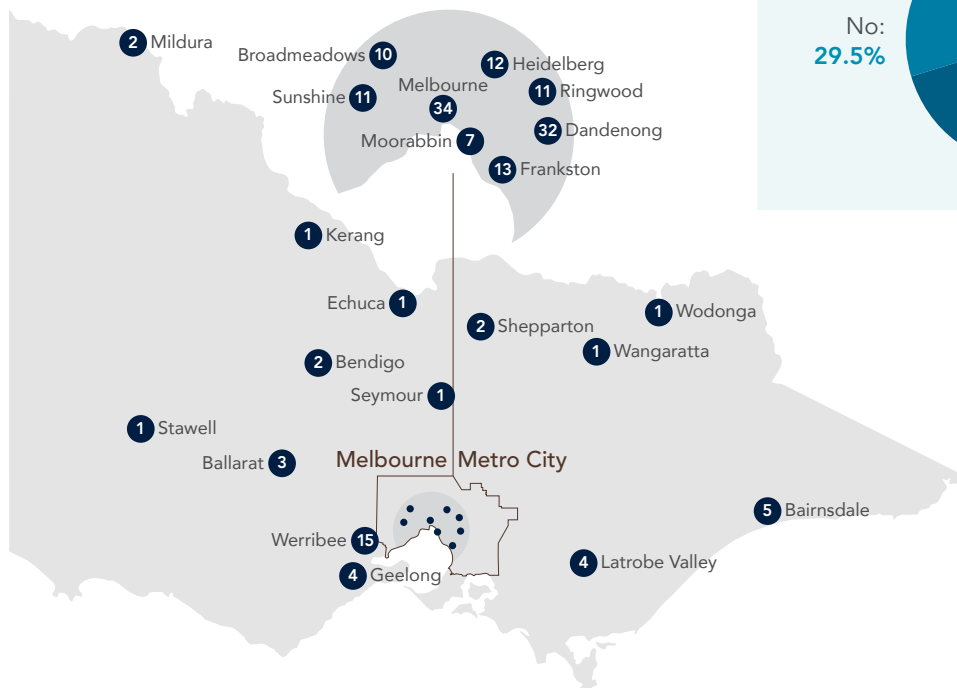 2 Mildura
No:
29.5%
Broadmeadows 10
12 Heidelberg
Melbourne
34
Sunshine 11
11 Ringwood
32 Dandenong
Moorabbin 7
13 Frankston
1 Kerang
Echuca 1
2 Shepparton
1 Wodonga
1 Wangaratta
2 Bendigo
Seymour 1
1 Stawell
Ballarat 3
Melbourne Metro City
5 Bairnsdale
Werribee 15
4 Latrobe Valley
4 Geelong